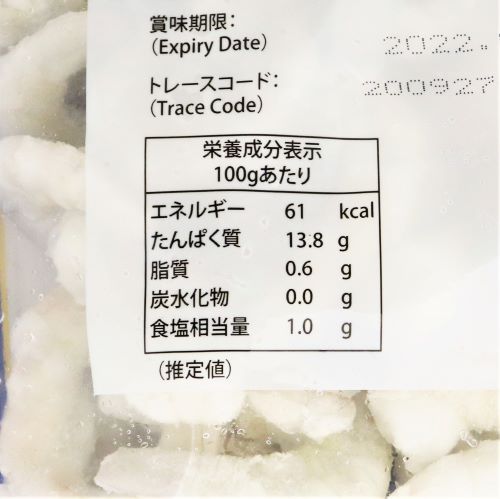 賞味期限：
（Expiry Date）
2022.
トレースコード：
（Trace Code）
200927
栄養成分表示
100gあたり
エネルギー 61 kcal
たんぱく質 13.8 g
脂質 0.6 g
炭水化物 0.0 g
食塩相当量 1.0 g
（推定値）